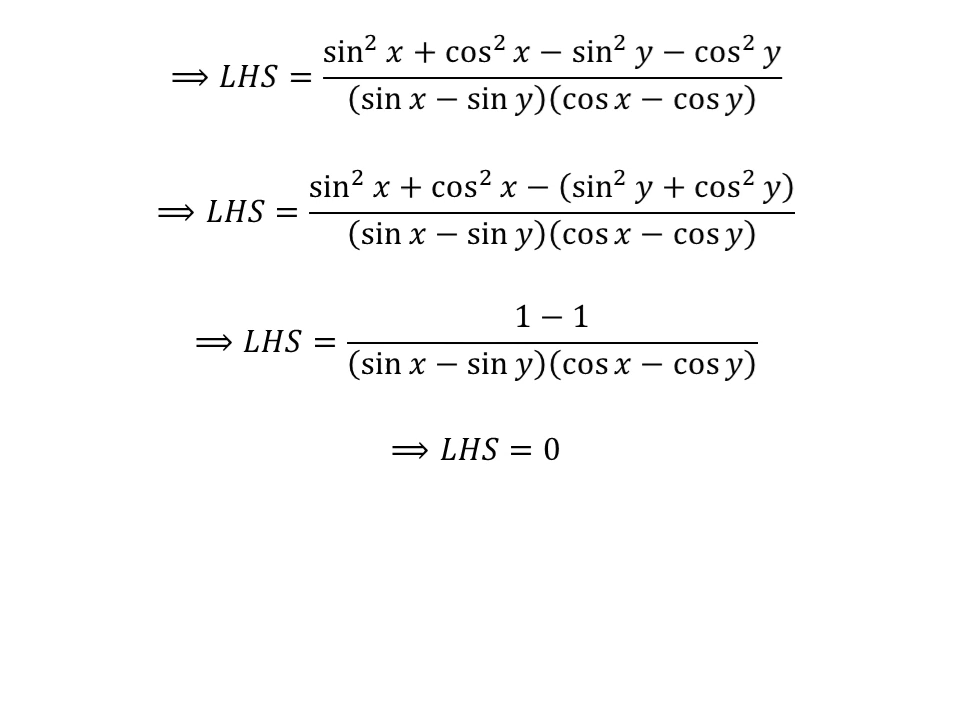 ⟹ LHS = (sin² x + cos² x − sin² y − cos² y) / ((sin x − sin y)(cos x − cos y))
⟹ LHS = (sin² x + cos² x − (sin² y + cos² y)) / ((sin x − sin y)(cos x − cos y))
⟹ LHS = (1 − 1) / ((sin x − sin y)(cos x − cos y))
⟹ LHS = 0